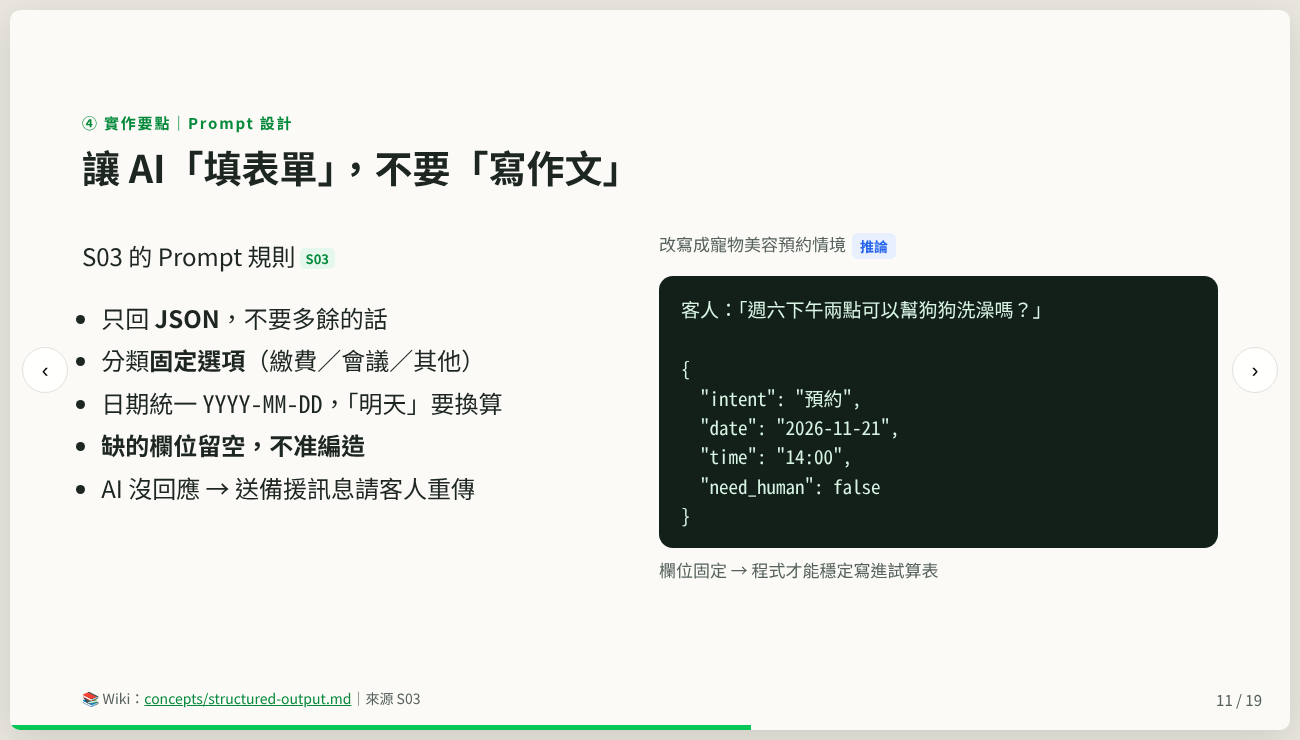 ④ 實作要點｜Prompt 設計
讓 AI「填表單」，不要「寫作文」
S03 的 Prompt 規則 S03
• 只回 JSON，不要多餘的話
• 分類固定選項（繳費／會議／其他）
• 日期統一 YYYY-MM-DD，「明天」要換算
• 缺的欄位留空，不准編造
• AI 沒回應 → 送備援訊息請客人重傳
改寫成寵物美容預約情境 推論
客人：「週六下午兩點可以幫狗狗洗澡嗎？」
{
  "intent": "預約",
  "date": "2026-11-21",
  "time": "14:00",
  "need_human": false
}
欄位固定 → 程式才能穩定寫進試算表
‹
›
📚 Wiki：concepts/structured-output.md｜來源 S03
11 / 19